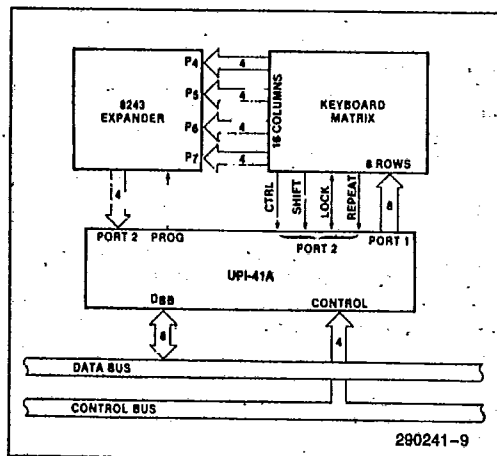 8243
EXPANDER
P4
4
P5
4
P6
4
P7
4
16 COLUMNS
KEYBOARD
MATRIX
8 ROWS
4
CTRL
SHIFT
LOCK
REPEAT
8
PORT 2
PROG
PORT 2
PORT 1
UPI-41A
DBB
CONTROL
8
4
DATA BUS
CONTROL BUS
290241-9